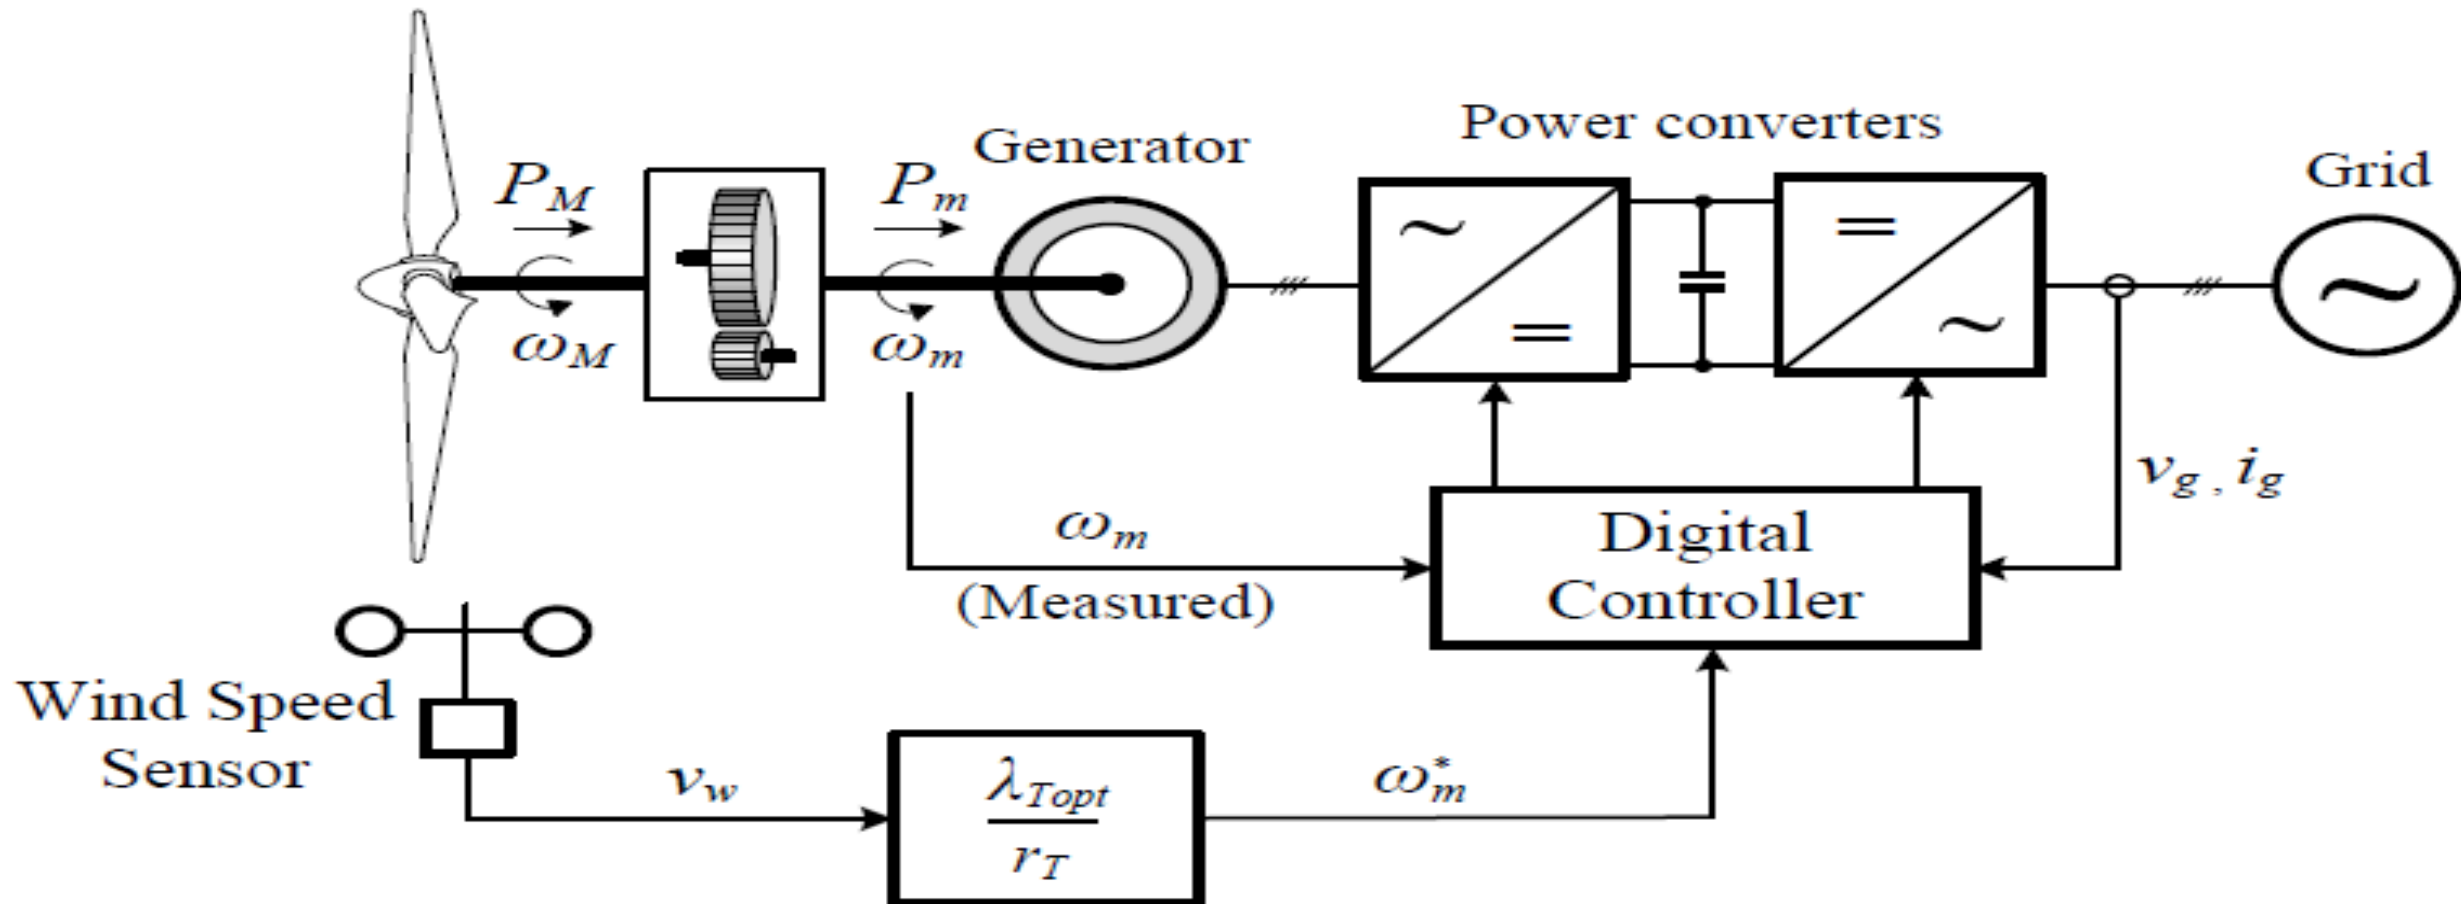 Generator
Power converters
Grid
P_M
P_m
~
=
=
~
~
ω_M
ω_m
v_g , i_g
ω_m
(Measured)
Digital
Controller
Wind Speed
Sensor
v_w
λ_Topt
r_T
ω*_m